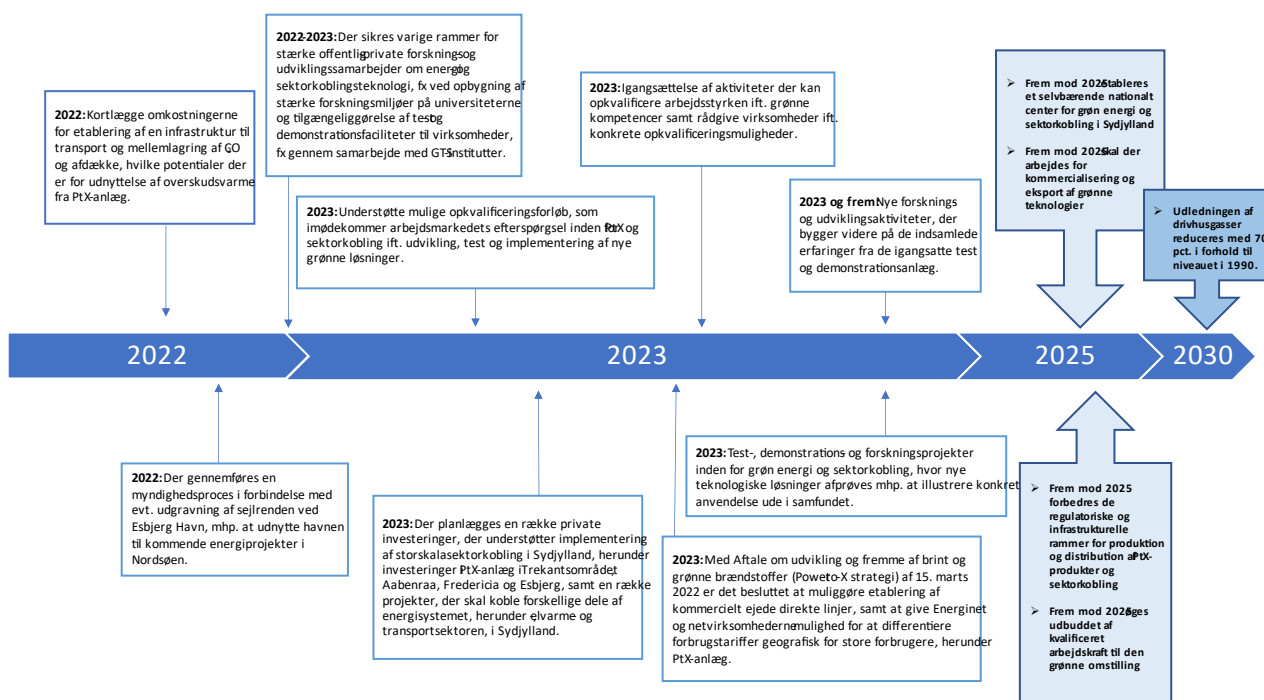 2022: Kortlægge omkostningerne
for etablering af en infrastruktur til
transport og mellemlagring af CO
og afdække, hvilke potentialer der
er for udnyttelse af overskudsvarme
fra PtX-anlæg.
2022-2023: Der sikres varige rammer for
stærke offentlig-private forsknings- og
udviklingssamarbejder om energi- og
sektorkoblingsteknologi, fx ved opbygning af
stærke forskningsmiljøer på universiteterne
og tilgængeliggørelse af test- og
demonstrationsfaciliteter til virksomheder,
fx gennem samarbejde med GTS-institutter.
2023: Understøtte mulige opkvalificeringsforløb, som
imødekommer arbejdsmarkedets efterspørgsel inden for PtX og
sektorkobling ift. udvikling, test og implementering af nye
grønne løsninger.
2023: Igangsættelse af aktiviteter der kan
opkvalificere arbejdsstyrken ift. grønne
kompetencer samt rådgive virksomheder ift.
konkrete opkvalificeringsmuligheder.
2023 og frem: Nye forsknings
og udviklingsaktiviteter, der
bygger videre på de indsamlede
erfaringer fra de igangsatte test
og demonstrationsanlæg.
➢ Frem mod 2025 etableres
et selvbærende nationalt
center for grøn energi og
sektorkobling i Sydjylland
➢ Frem mod 2025 skal der
arbejdes for
kommercialisering og
eksport af grønne
teknologier
➢ Udledningen af
drivhusgasser
reduceres med 70
pct. i forhold til
niveauet i 1990.
2022
2023
2025
2030
2022: Der gennemføres en
myndighedsproces i forbindelse med
evt. udgravning af sejlrenden ved
Esbjerg Havn, mhp. at udnytte havnen
til kommende energiprojekter i
Nordsøen.
2023: Der planlægges en række private
investeringer, der understøtter implementering
af storskalasektorkobling i Sydjylland, herunder
investeringer i PtX-anlæg i Trekantsområdet,
Aabenraa, Fredericia og Esbjerg, samt en række
projekter, der skal koble forskellige dele af
energisystemet, herunder el, varme og
transportsektoren, i Sydjylland.
2023: Test-, demonstrations og forskningsprojekter
inden for grøn energi og sektorkobling, hvor nye
teknologiske løsninger afprøves mhp. at illustrere konkret
anvendelse ude i samfundet.
2023: Med Aftale om udvikling og fremme af brint og
grønne brændstoffer (Power-to-X strategi) af 15. marts
2022 er det besluttet at muliggøre etablering af
kommercielt ejede direkte linjer, samt at give Energinet
og netvirksomhederne mulighed for at differentiere
forbrugstariffer geografisk for store forbrugere, herunder
PtX-anlæg.
➢ Frem mod 2025
forbedres de
regulatoriske og
infrastrukturelle
rammer for produktion
og distribution af PtX-
produkter og
sektorkobling
➢ Frem mod 2025 øges
udbuddet af
kvalificeret
arbejdskraft til den
grønne omstilling